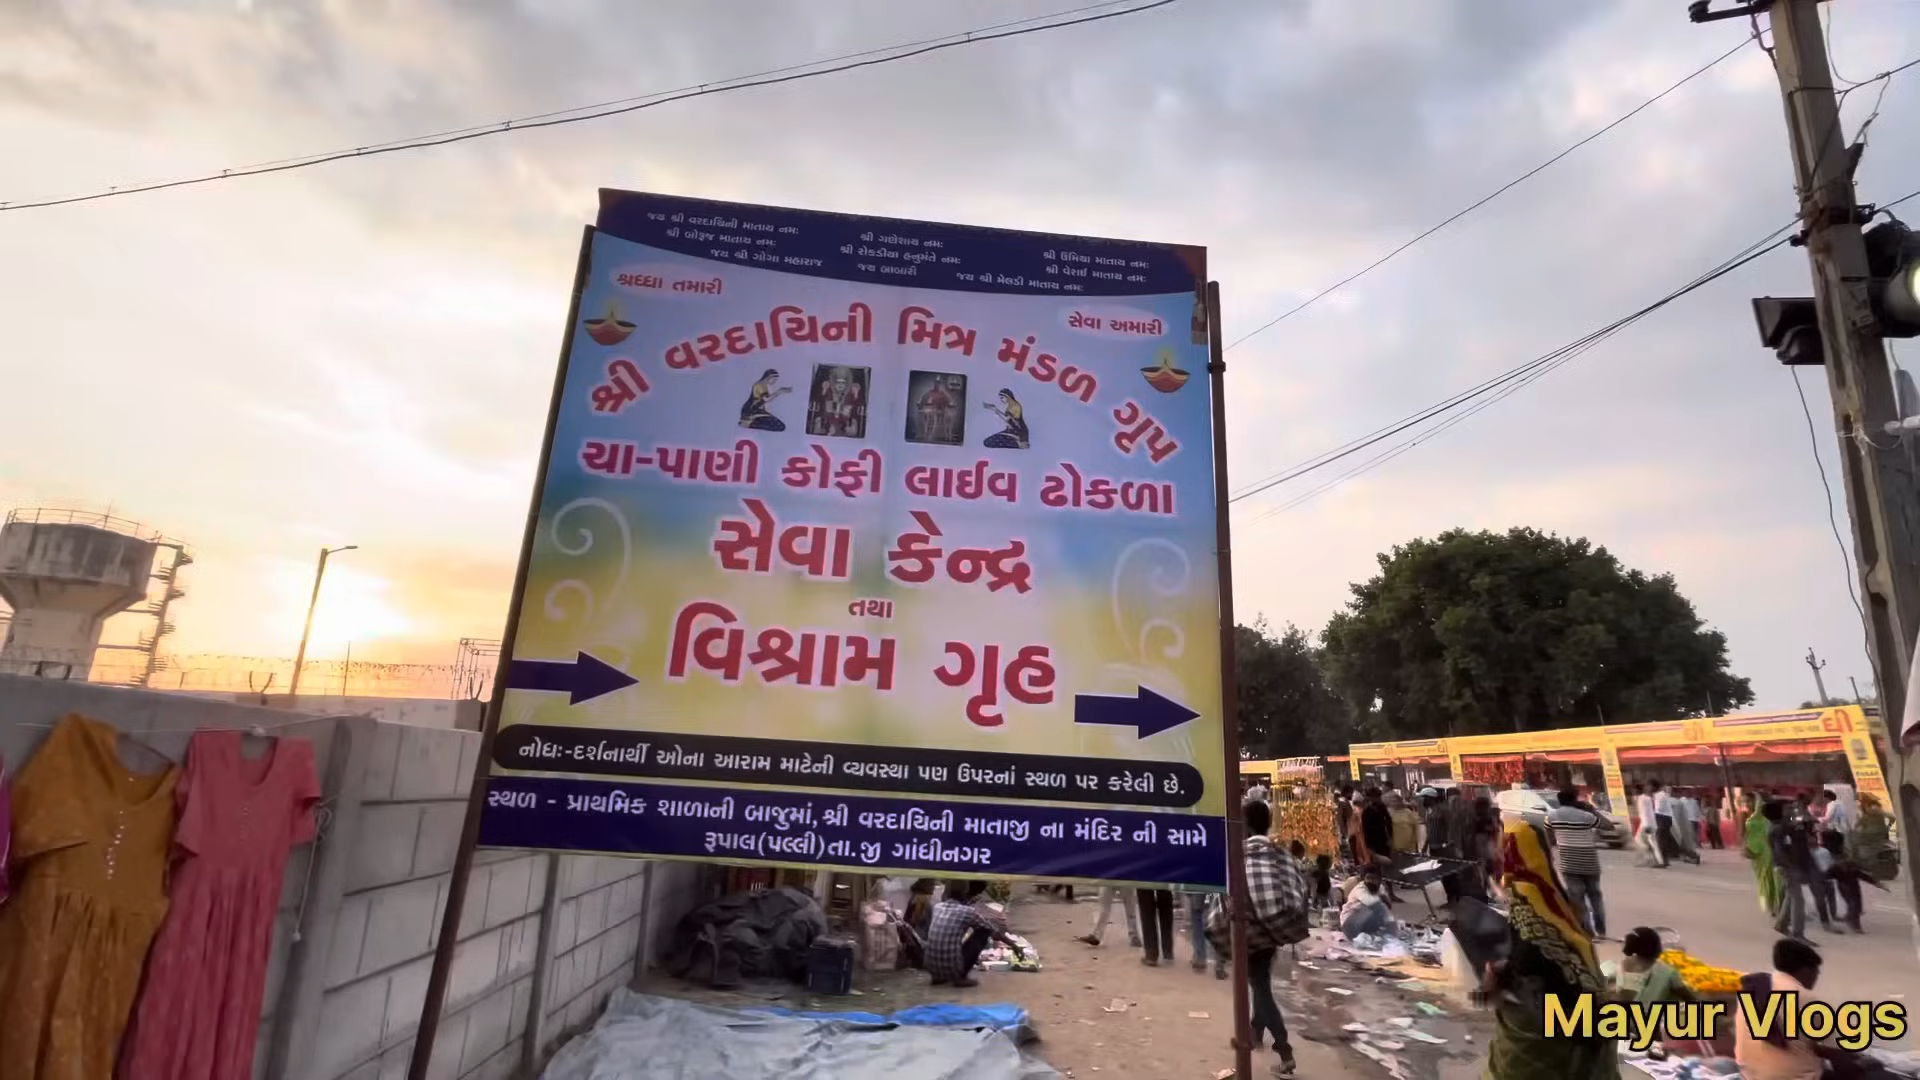 જય શ્રી વરદાયિની માતાય નમઃ
શ્રી ગણેશાય નમઃ
શ્રી ઉમિયા માતાય નમઃ
શ્રી બોરૂજ માતાય નમઃ
શ્રી રોકડીયા હનુમંતે નમઃ
શ્રી વેરાઈ માતાય નમઃ
જય શ્રી ગોગા મહારાજ
જય બાબારી
જય શ્રી મેલડી માતાય નમઃ
શ્રધ્ધા તમારી
સેવા અમારી
શ્રી વરદાયિની મિત્ર મંડળ ગૃપ
ચા-પાણી કોફી લાઈવ ઢોકળા
સેવા કેન્દ્ર
તથા
વિશ્રામ ગૃહ
નોધઃ-દર્શનાર્થી ઓના આરામ માટેની વ્યવસ્થા પણ ઉપરનાં સ્થળ પર કરેલી છે.
સ્થળ - પ્રાથમિક શાળાની બાજુમાં,શ્રી વરદાયિની માતાજી ના મંદિર ની સામે
રૂપાલ(પલ્લી)તા.જી ગાંધીનગર
ઘી
ઘી
Mayur Vlogs